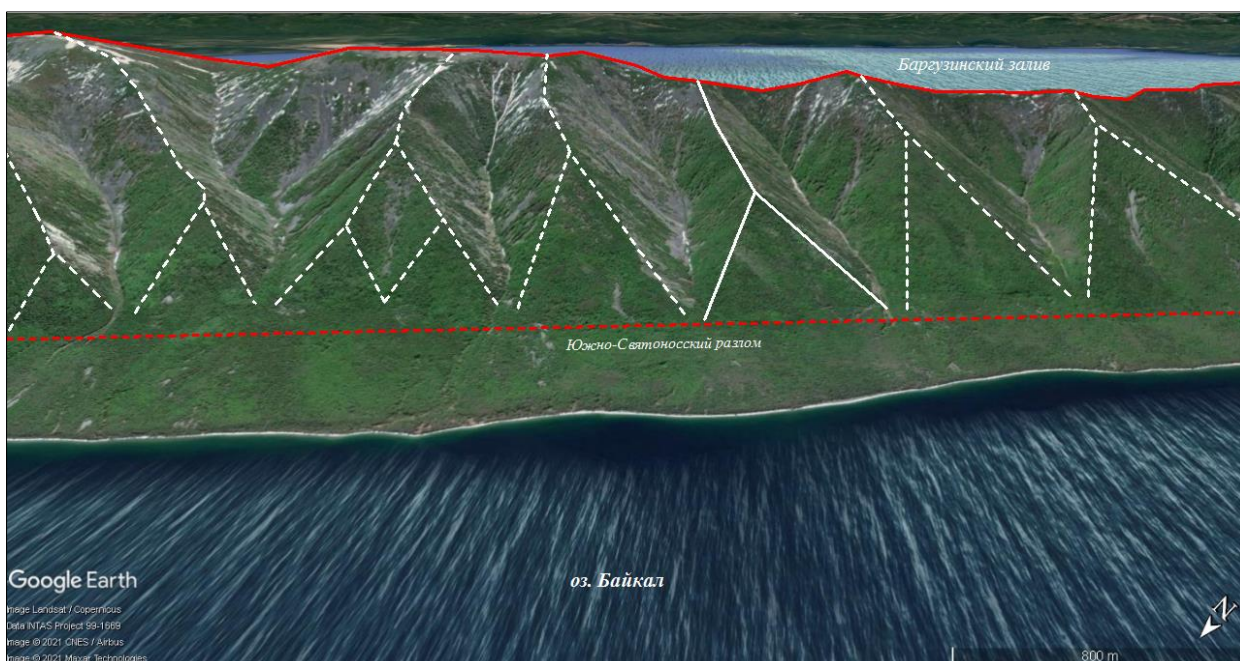 Баргузинский залив
Южно-Святоносский разлом
оз. Байкал
Google Earth
Image Landsat / Copernicus
Data INTAS Project 99-1669
Image © 2021 CNES / Airbus
Image © 2021 Maxar Technologies
N
800 m